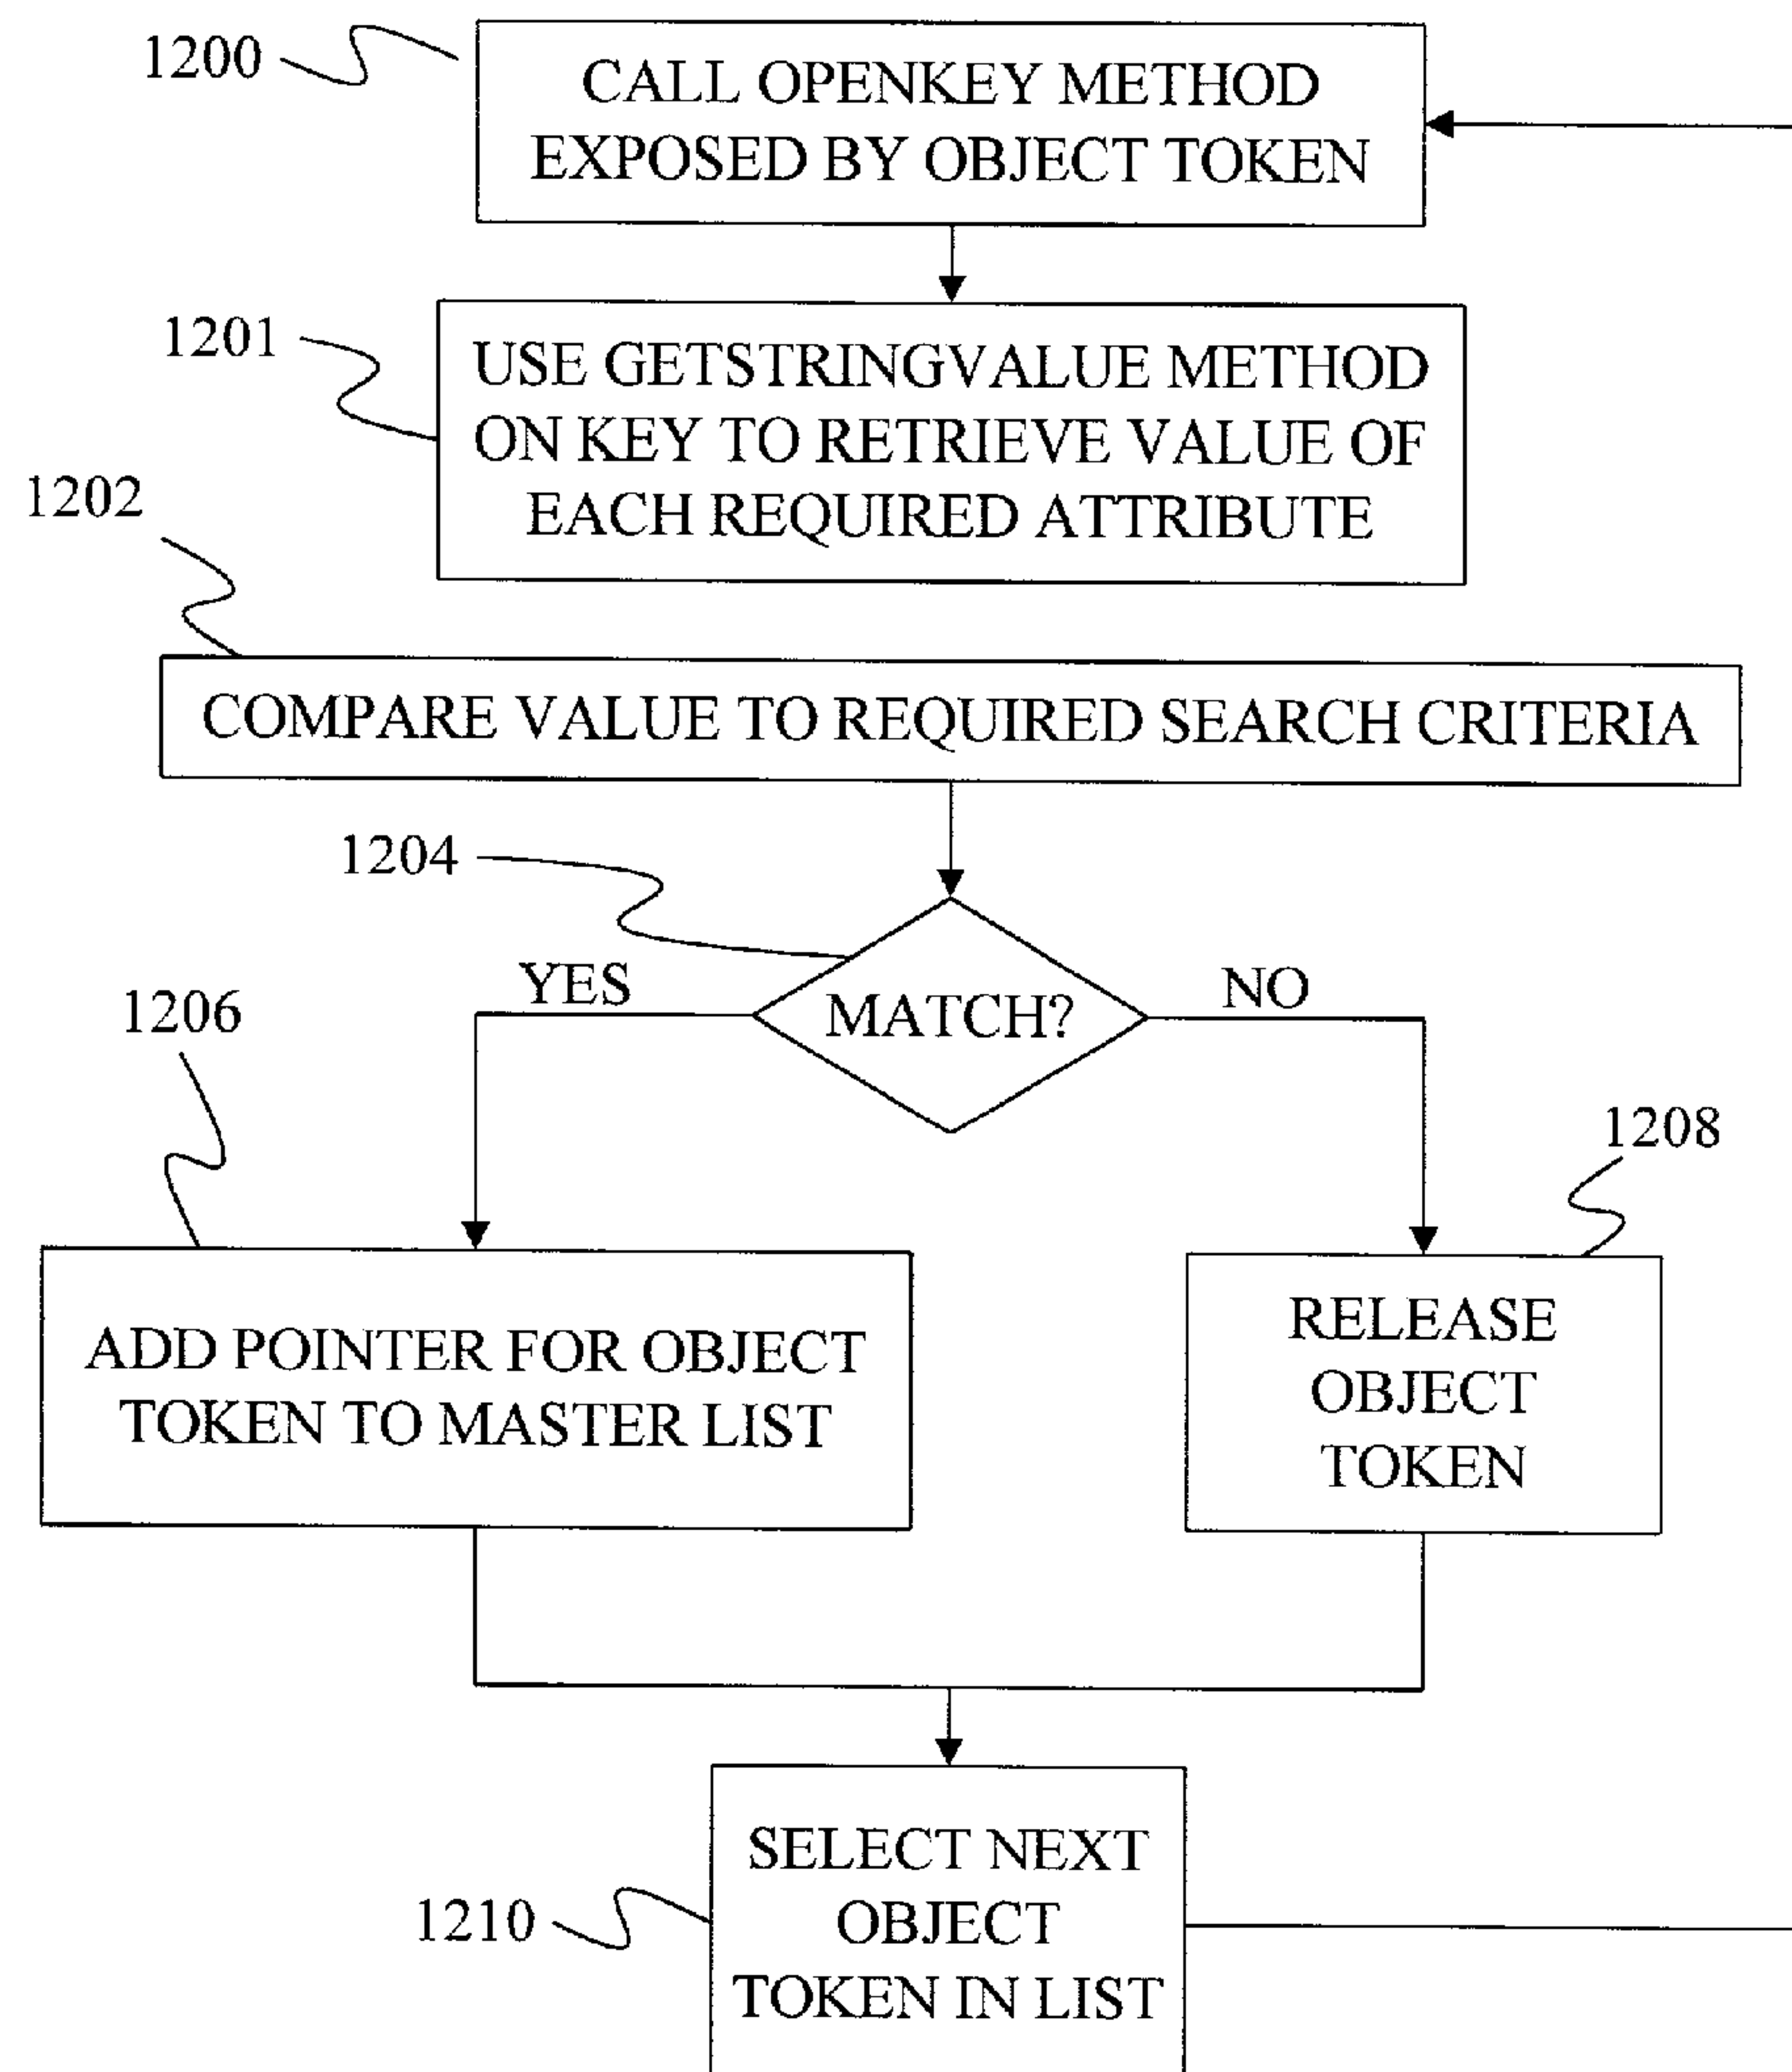 1200
CALL OPENKEY METHOD
EXPOSED BY OBJECT TOKEN
1201
USE GETSTRINGVALUE METHOD
ON KEY TO RETRIEVE VALUE OF
EACH REQUIRED ATTRIBUTE
1202
COMPARE VALUE TO REQUIRED SEARCH CRITERIA
1204
YES
MATCH?
NO
1206
1208
ADD POINTER FOR OBJECT
TOKEN TO MASTER LIST
RELEASE
OBJECT
TOKEN
1210
SELECT NEXT
OBJECT
TOKEN IN LIST